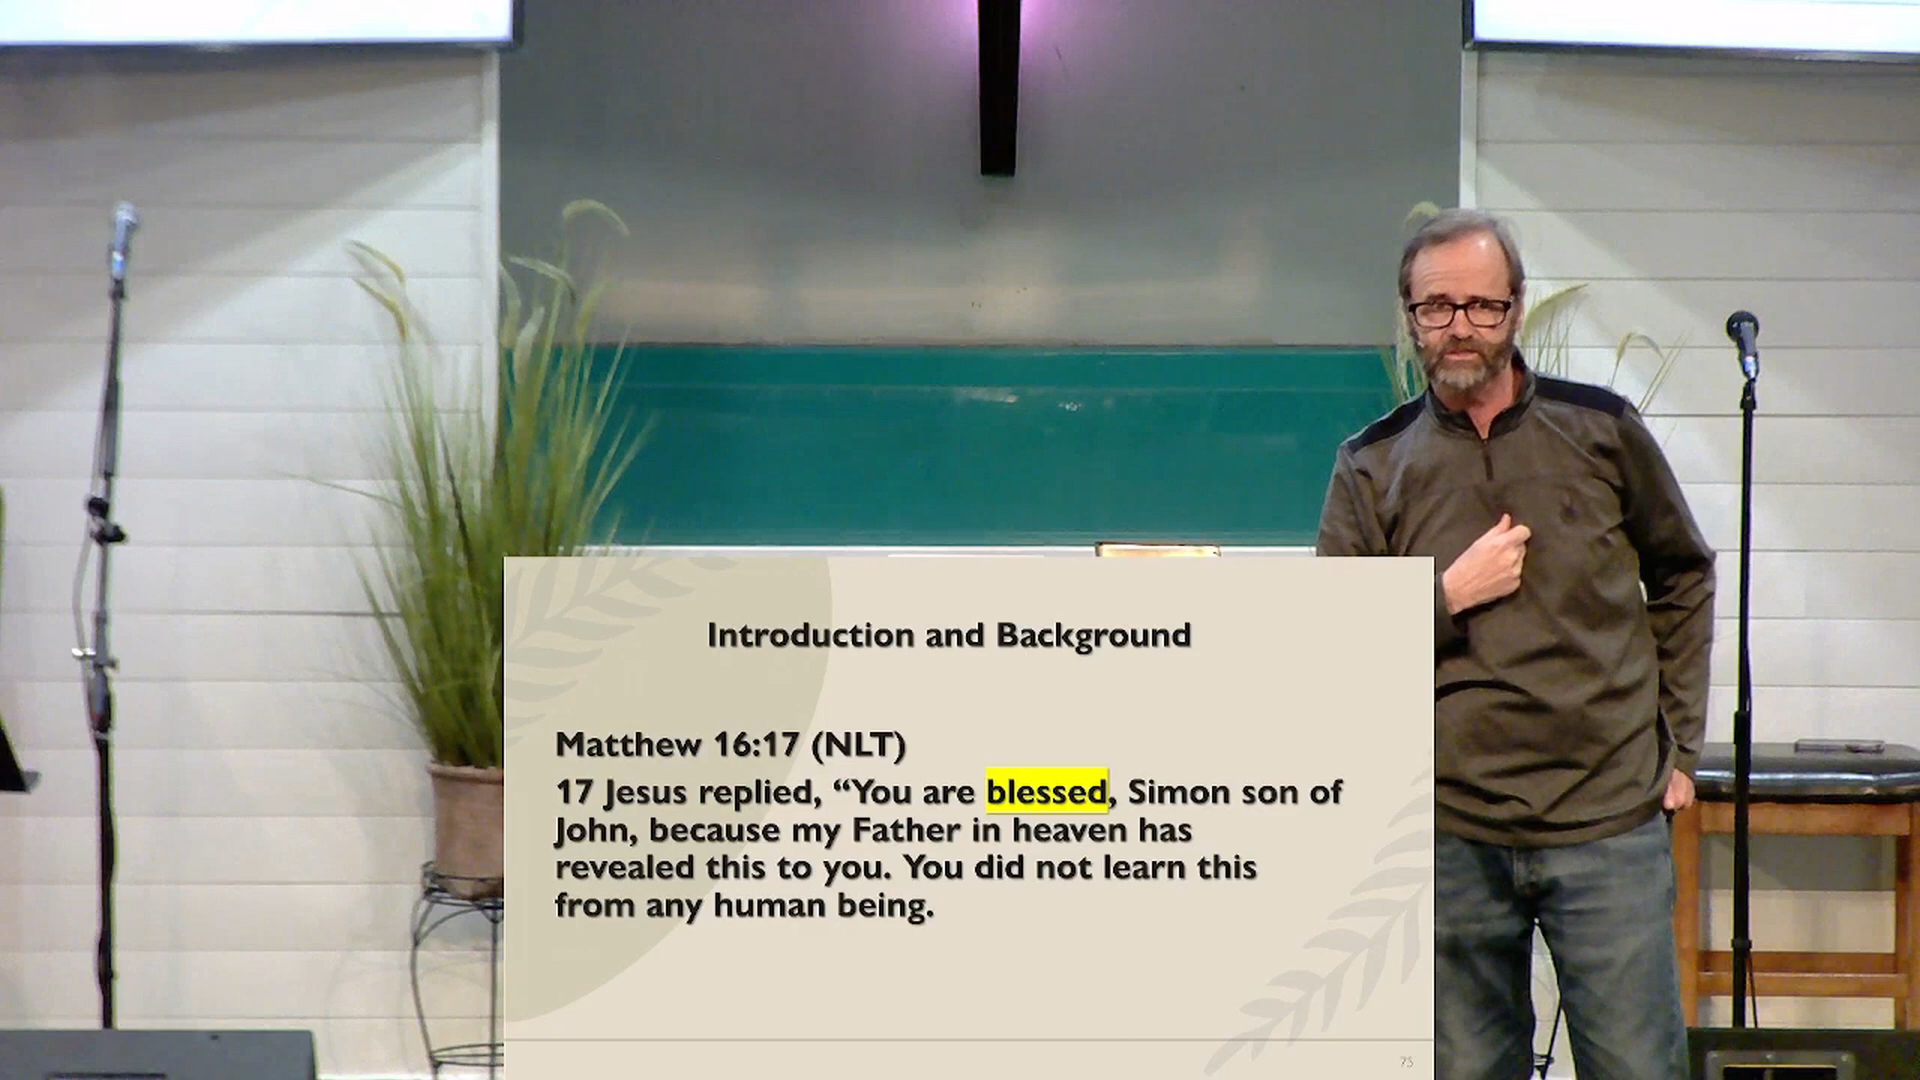 Introduction and Background
Matthew 16:17 (NLT)
17 Jesus replied, “You are blessed, Simon son of
John, because my Father in heaven has
revealed this to you. You did not learn this
from any human being.
75